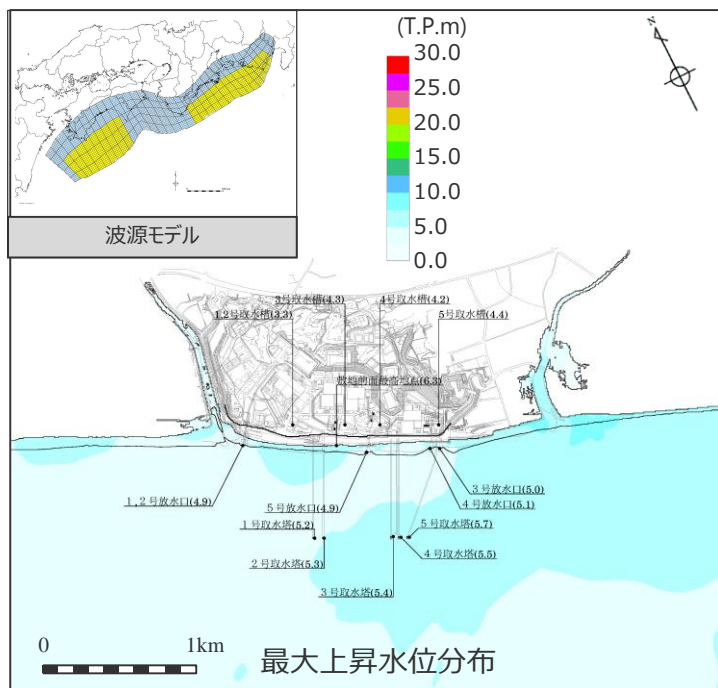 波源モデル
(T.P.m)
30.0
25.0
20.0
15.0
10.0
5.0
0.0
N
3号取水槽(4.3)
4号取水槽(4.2)
1,2号取水槽(3.3)
5号取水槽(4.4)
敷地前面最高地点(6.3)
1,2号放水口(4.9)
5号放水口(4.9)
3号放水口(5.0)
4号放水口(5.1)
1号取水塔(5.2)
2号取水塔(5.3)
3号取水塔(5.4)
4号取水塔(5.5)
5号取水塔(5.7)
0 1km
最大上昇水位分布